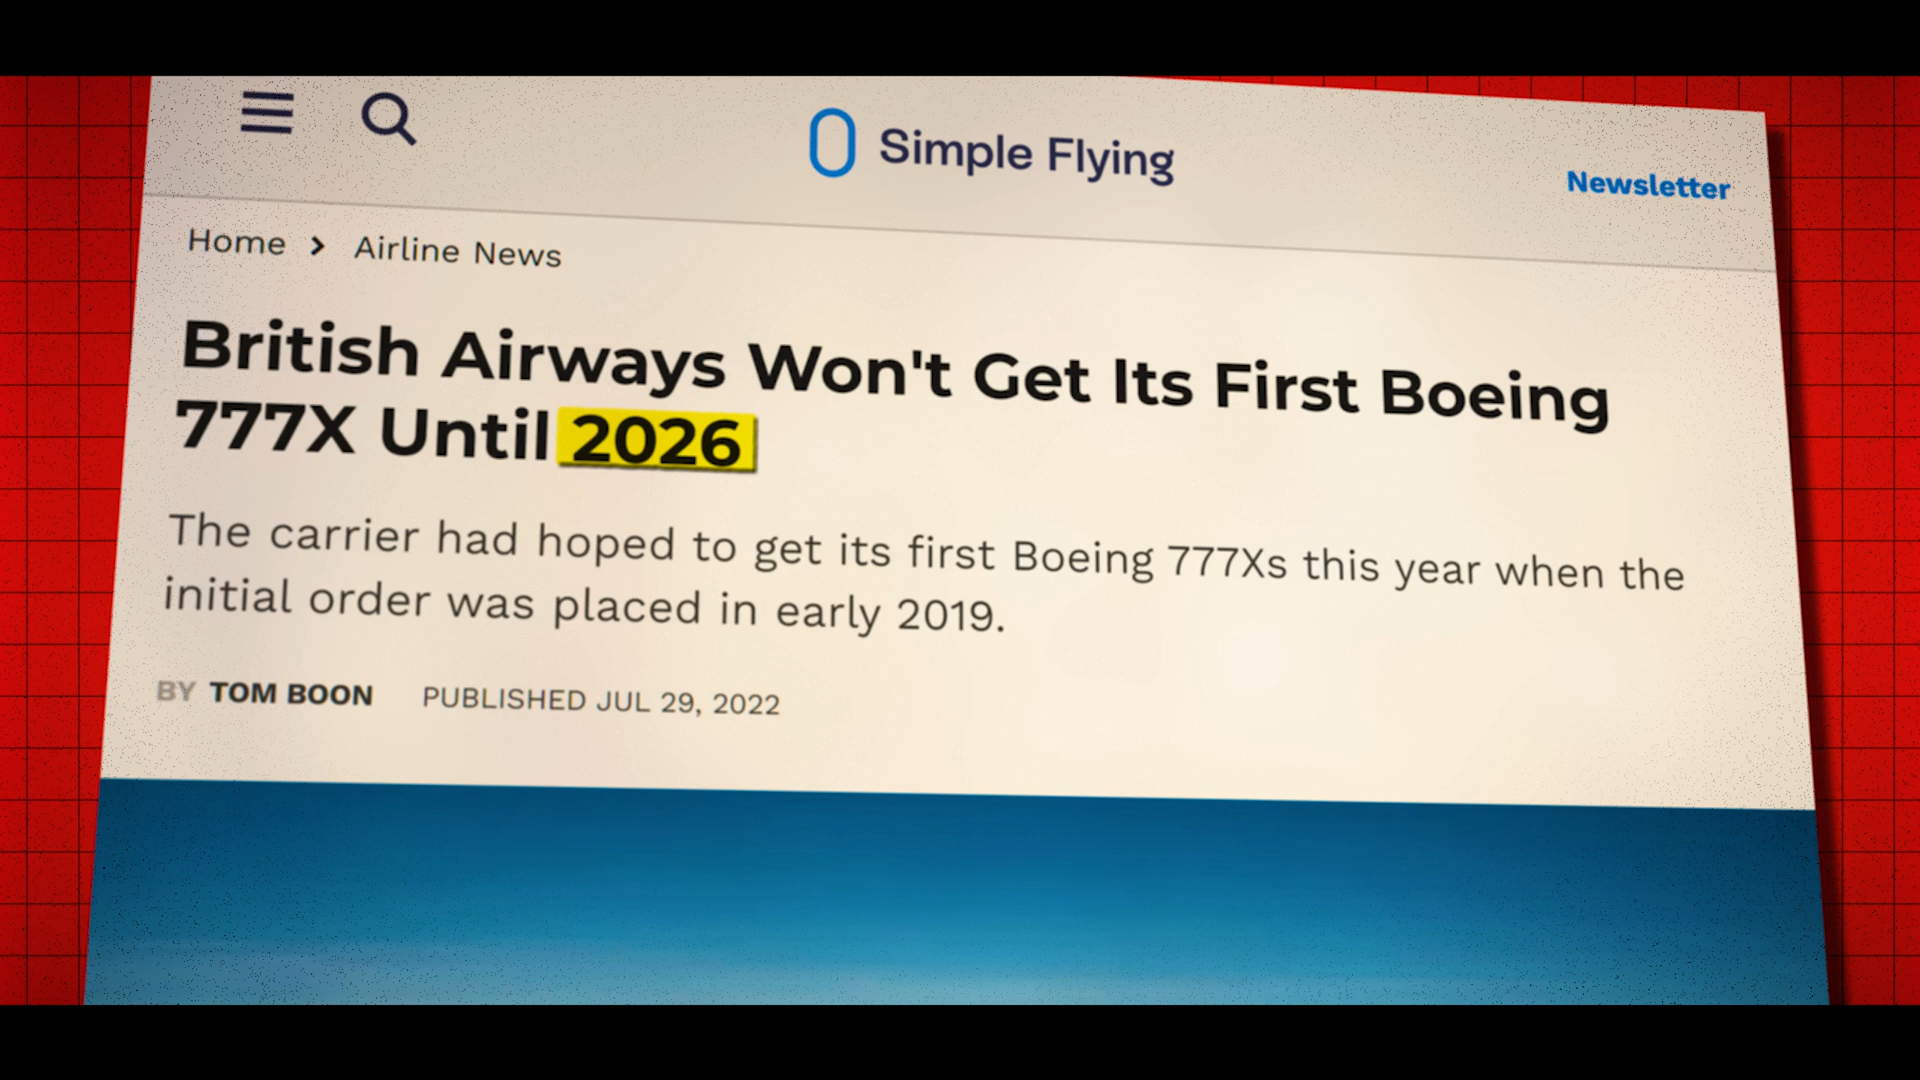 Simple Flying
Newsletter
Home > Airline News
British Airways Won't Get Its First Boeing
777X Until 2026
The carrier had hoped to get its first Boeing 777Xs this year when the
initial order was placed in early 2019.
BY TOM BOON PUBLISHED JUL 29, 2022